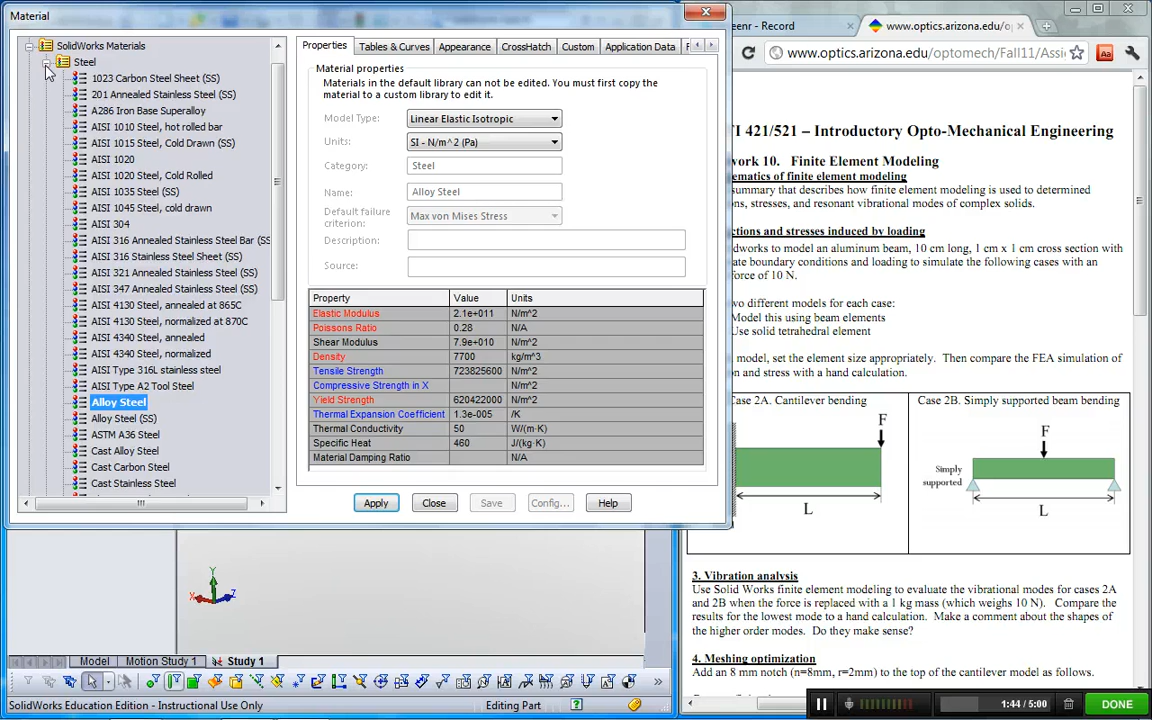 Material
SolidWorks Materials
Steel
1023 Carbon Steel Sheet (SS)
201 Annealed Stainless Steel (SS)
A286 Iron Base Superalloy
AISI 1010 Steel, hot rolled bar
AISI 1015 Steel, Cold Drawn (SS)
AISI 1020
AISI 1020 Steel, Cold Rolled
AISI 1035 Steel (SS)
AISI 1045 Steel, cold drawn
AISI 304
AISI 316 Annealed Stainless Steel Bar (SS
AISI 316 Stainless Steel Sheet (SS)
AISI 321 Annealed Stainless Steel (SS)
AISI 347 Annealed Stainless Steel (SS)
AISI 4130 Steel, annealed at 865C
AISI 4130 Steel, normalized at 870C
AISI 4340 Steel, annealed
AISI 4340 Steel, normalized
AISI Type 316L stainless steel
AISI Type A2 Tool Steel
Alloy Steel
Alloy Steel (SS)
ASTM A36 Steel
Cast Alloy Steel
Cast Carbon Steel
Cast Stainless Steel
Properties Tables & Curves Appearance CrossHatch Custom Application Data F
Material properties
Materials in the default library can not be edited. You must first copy the
material to a custom library to edit it.
Model Type: Linear Elastic Isotropic
Units: SI - N/m^2 (Pa)
Category: Steel
Name: Alloy Steel
Default failure
criterion: Max von Mises Stress
Description:
Source:
Property Value Units
Elastic Modulus 2.1e+011 N/m^2
Poissons Ratio 0.28 N/A
Shear Modulus 7.9e+010 N/m^2
Density 7700 kg/m^3
Tensile Strength 723825600 N/m^2
Compressive Strength in X N/m^2
Yield Strength 620422000 N/m^2
Thermal Expansion Coefficient 1.3e-005 /K
Thermal Conductivity 50 W/(m·K)
Specific Heat 460 J/(kg·K)
Material Damping Ratio N/A
Apply Close Save Config... Help
Model Motion Study 1 Study 1
SolidWorks Education Edition - Instructional Use Only Editing Part
eenr - Record www.optics.arizona.edu/o
www.optics.arizona.edu/optomech/Fall11/Assig
Aa
TI 421/521 – Introductory Opto-Mechanical Engineering
work 10. Finite Element Modeling
ematics of finite element modeling
summary that describes how finite element modeling is used to determined
ns, stresses, and resonant vibrational modes of complex solids.
ctions and stresses induced by loading
dworks to model an aluminum beam, 10 cm long, 1 cm x 1 cm cross section with
ate boundary conditions and loading to simulate the following cases with an
force of 10 N.
wo different models for each case:
Model this using beam elements
Use solid tetrahedral element
model, set the element size appropriately. Then compare the FEA simulation of
n and stress with a hand calculation.
Case 2A. Cantilever bending
F
L
Case 2B. Simply supported beam bending
F
Simply
supported
L
3. Vibration analysis
Use Solid Works finite element modeling to evaluate the vibrational modes for cases 2A
and 2B when the force is replaced with a 1 kg mass (which weighs 10 N). Compare the
results for the lowest mode to a hand calculation. Make a comment about the shapes of
the higher order modes. Do they make sense?
4. Meshing optimization
Add an 8 mm notch (n=8mm, r=2mm) to the top of the cantilever model as follows.
Y
X
Z
1:44 / 5:00 DONE